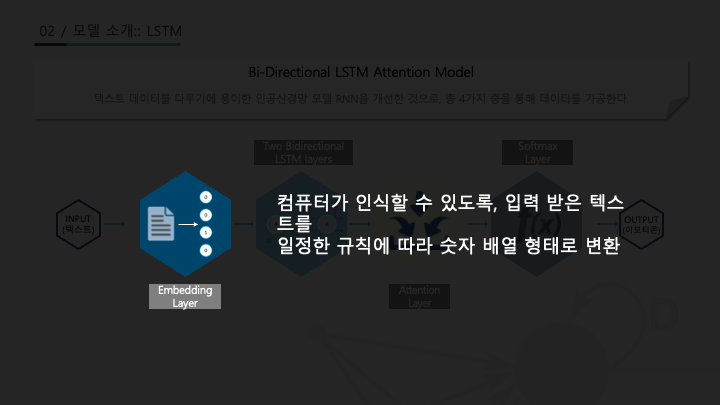 02 / 모델 소개:: LSTM
Bi-Directional LSTM Attention Model
텍스트 데이터를 다루기에 용이한 인공신경망 모델 RNN을 개선한 것으로, 총 4가지 층을 통해 데이터를 가공한다.
Two Bidirectional
LSTM layers
Softmax
Layer
INPUT
(텍스트)
0
0
1
0
컴퓨터가 인식할 수 있도록, 입력 받은 텍스
트를
일정한 규칙에 따라 숫자 배열 형태로 변환
f(x)
OUTPUT
(이모티콘)
Embedding
Layer
Attention
Layer